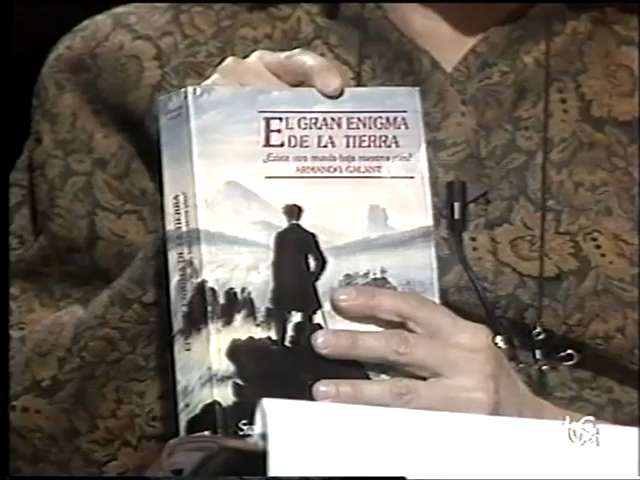 EL GRAN ENIGMA
DE LA TIERRA
¿Existe otro mundo bajo nuestros pies?
ARMANDO GALANT